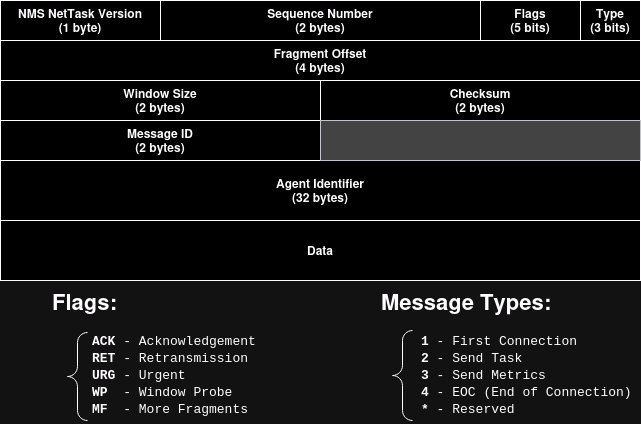 NMS NetTask Version
(1 byte)
Sequence Number
(2 bytes)
Flags
(5 bits)
Type
(3 bits)
Fragment Offset
(4 bytes)
Window Size
(2 bytes)
Checksum
(2 bytes)
Message ID
(2 bytes)
Agent Identifier
(32 bytes)
Data
Flags:
ACK - Acknowledgement
RET - Retransmission
URG - Urgent
WP - Window Probe
MF - More Fragments
Message Types:
1 - First Connection
2 - Send Task
3 - Send Metrics
4 - EOC (End of Connection)
* - Reserved